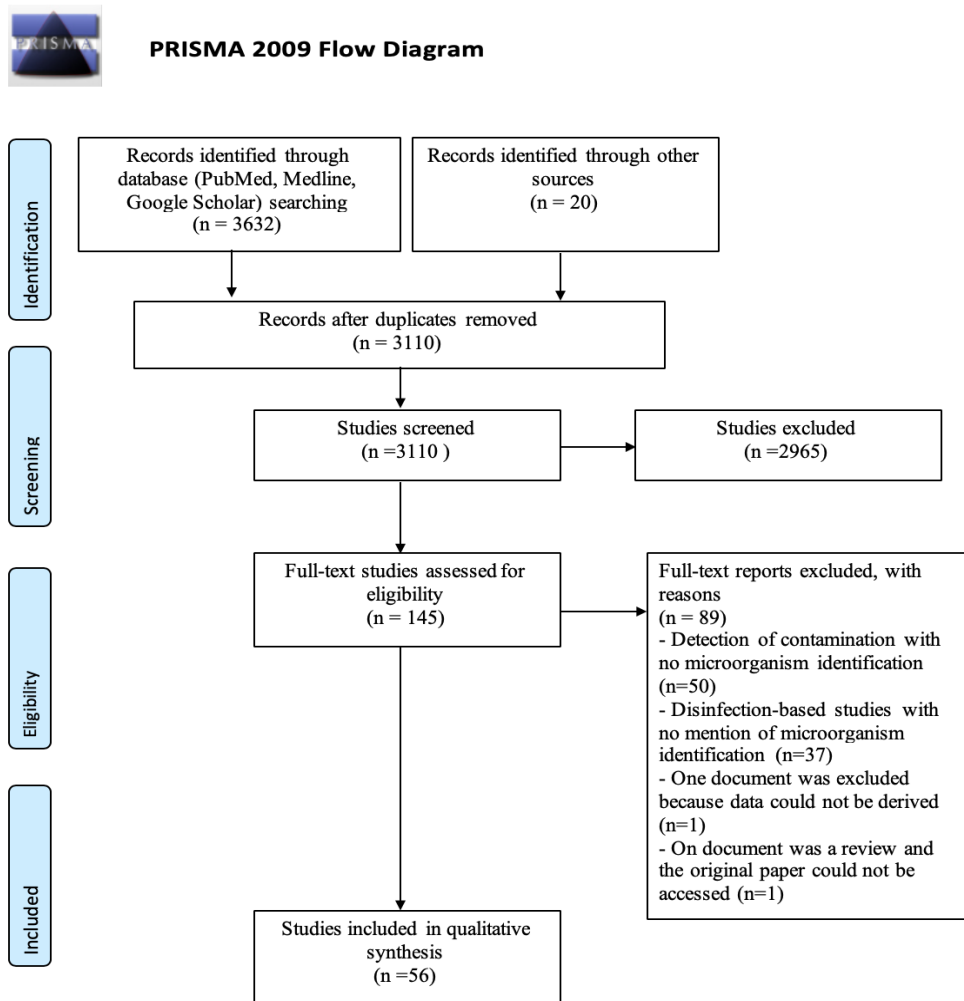 PRISMA
PRISMA 2009 Flow Diagram
Identification
Records identified through
database (PubMed, Medline,
Google Scholar) searching
(n = 3632)
Records identified through other
sources
(n = 20)
Records after duplicates removed
(n = 3110)
Screening
Studies screened
(n =3110 )
Studies excluded
(n =2965)
Eligibility
Full-text studies assessed for
eligibility
(n = 145)
Full-text reports excluded, with
reasons
(n = 89)
- Detection of contamination with
no microorganism identification
(n=50)
- Disinfection-based studies with
no mention of microorganism
identification (n=37)
- One document was excluded
because data could not be derived
(n=1)
- On document was a review and
the original paper could not be
accessed (n=1)
Included
Studies included in qualitative
synthesis
(n =56)